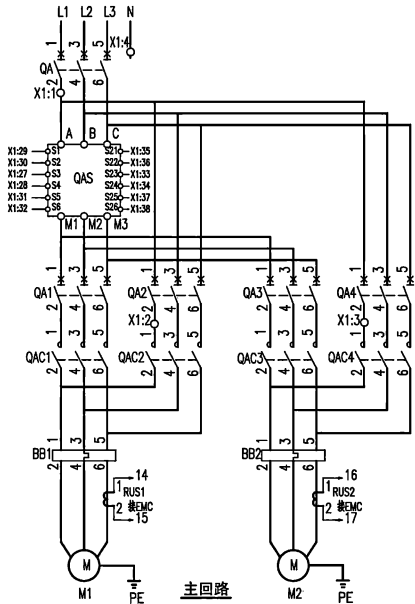 L1 L2 L3 N
1 3 5 X1:4
QA
2 4 6
X1:1
A B C
X1:29 S1 S21 X1:35
X1:30 S2 S22 X1:36
X1:27 S3 S23 X1:33
X1:28 S4 QAS S24 X1:34
X1:31 S5 S25 X1:37
X1:32 S6 S26 X1:38
M1 M2 M3
1 3 5 1 3 5 1 3 5 1 3 5
QA1 QA2 QA3 QA4
2 4 6 X1:2 4 6 2 4 6 X1:3 4 6
1 3 5 1 3 5 1 3 5 1 3 5
QAC1 QAC2 QAC3 QAC4
2 4 6 2 4 6 2 4 6 2 4 6
1 3 5 1 3 5
BB1 BB2
2 4 6 2 4 6
14 16
1 RUS1 1 RUS2
2 接EMC 2 接EMC
15 17
M M
M1 PE M2 PE
主回路